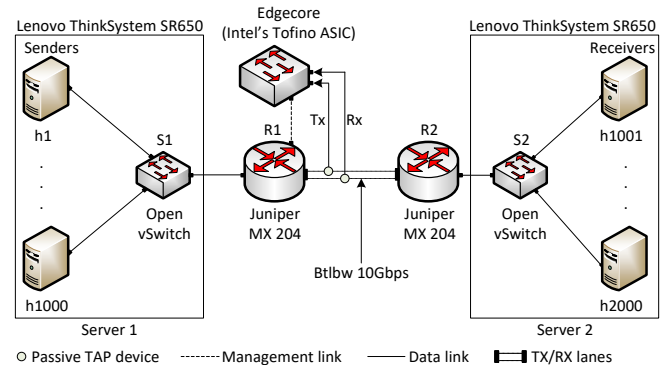 Lenovo ThinkSystem SR650
Edgecore
(Intel's Tofino ASIC)
Lenovo ThinkSystem SR650
Senders
Receivers
h1
S1
R1
Tx
Rx
R2
S2
h1001
.
.
.
.
.
.
Open
vSwitch
Juniper
MX 204
Juniper
MX 204
Open
vSwitch
Btlbw 10Gbps
h1000
h2000
Server 1
Server 2
Passive TAP device
Management link
Data link
TX/RX lanes